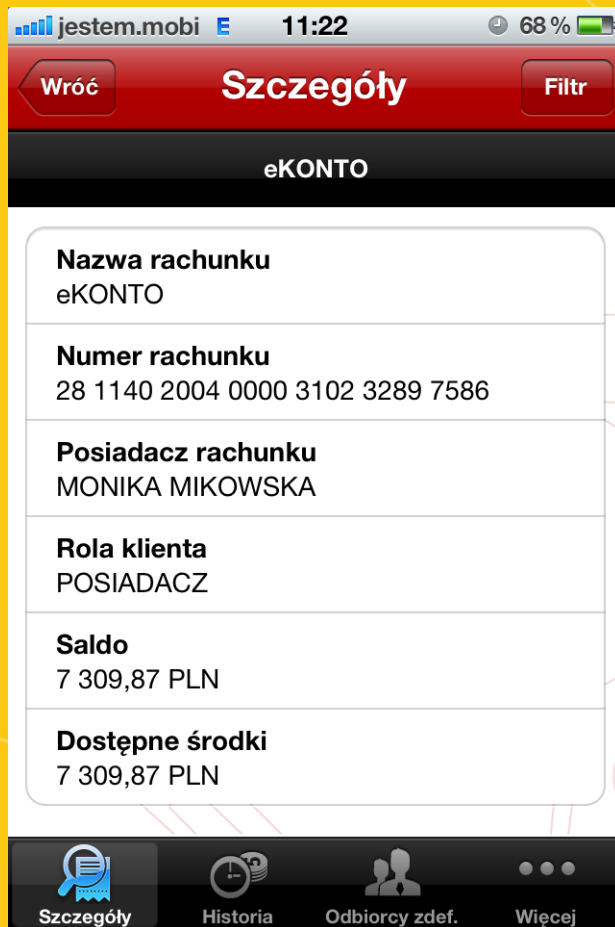 jestem.mobi E 11:22 68 %
Wróć Szczegóły Filtr
eKONTO
Nazwa rachunku
eKONTO
Numer rachunku
28 1140 2004 0000 3102 3289 7586
Posiadacz rachunku
MONIKA MIKOWSKA
Rola klienta
POSIADACZ
Saldo
7 309,87 PLN
Dostępne środki
7 309,87 PLN
Szczegóły Historia Odbiorcy zdef. Więcej